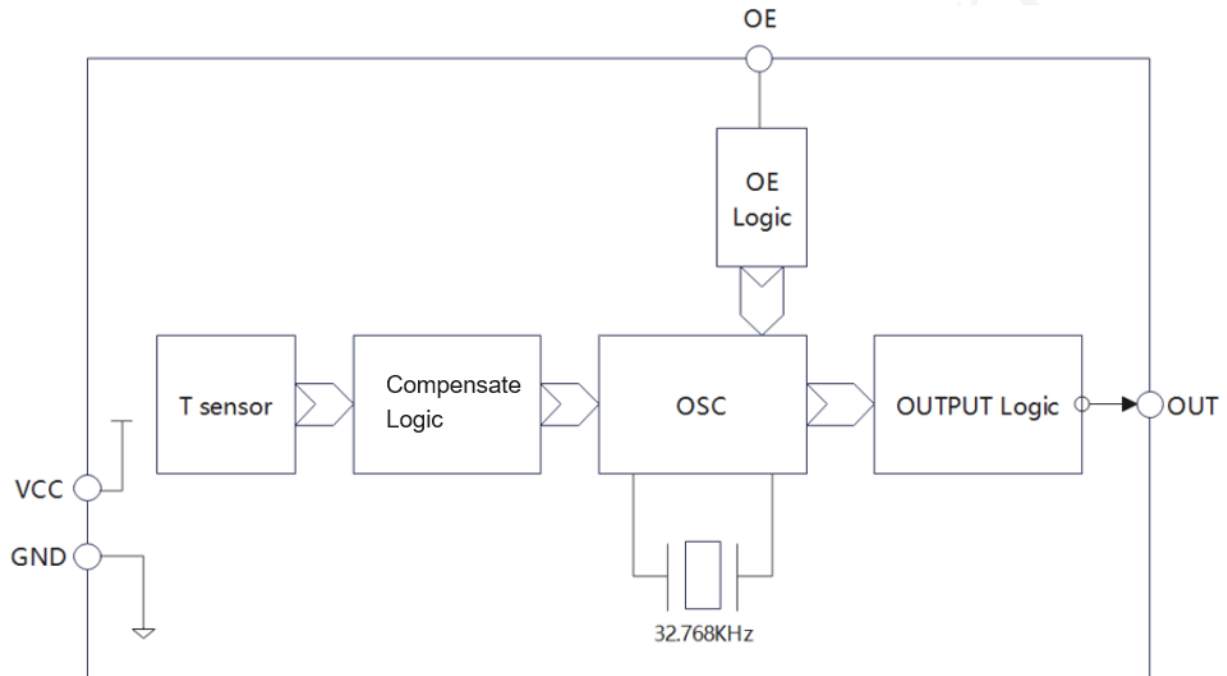 OE
OE
Logic
T sensor
Compensate
Logic
OSC
OUTPUT Logic
OUT
VCC
GND
32.768KHz